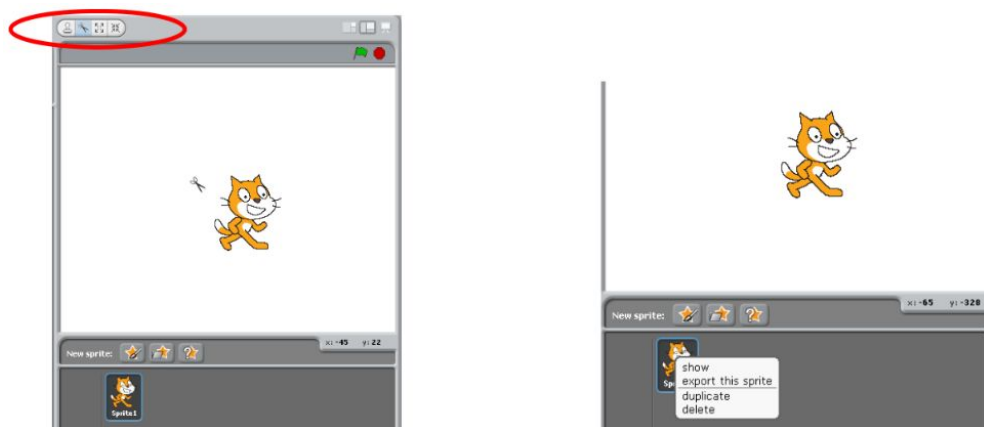 x: -45 y: 22
New sprite:
Sprite1
x: -65 y: -328
New sprite:
show
export this sprite
duplicate
delete